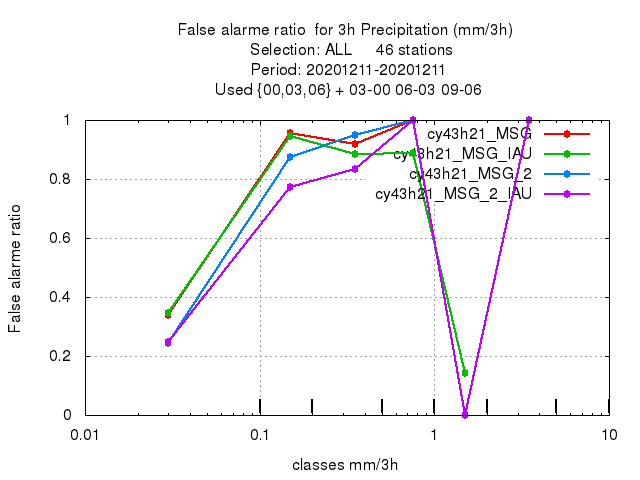 False alarme ratio  for 3h Precipitation (mm/3h)
Selection: ALL     46 stations
Period: 20201211-20201211
Used {00,03,06} + 03-00 06-03 09-06
cy43h21_MSG
cy43h21_MSG_IAU
cy43h21_MSG_2
cy43h21_MSG_2_IAU
1
0.8
0.6
0.4
0.2
0
False alarme ratio
0.01 0.1 1 10
classes mm/3h